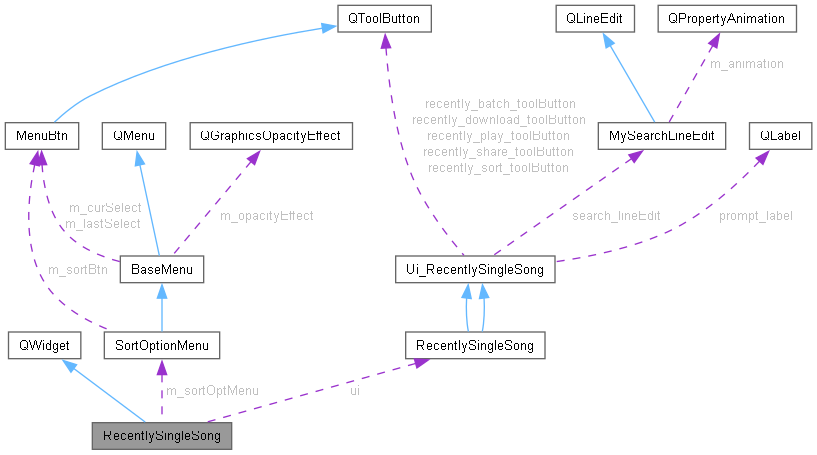 QToolButton
QLineEdit
QPropertyAnimation
m_animation
recently_batch_toolButton
recently_download_toolButton
recently_play_toolButton
recently_share_toolButton
recently_sort_toolButton
MenuBtn
QMenu
QGraphicsOpacityEffect
MySearchLineEdit
QLabel
m_curSelect
m_lastSelect
m_opacityEffect
search_lineEdit
prompt_label
m_sortBtn
BaseMenu
Ui_RecentlySingleSong
QWidget
SortOptionMenu
RecentlySingleSong
m_sortOptMenu
ui
RecentlySingleSong